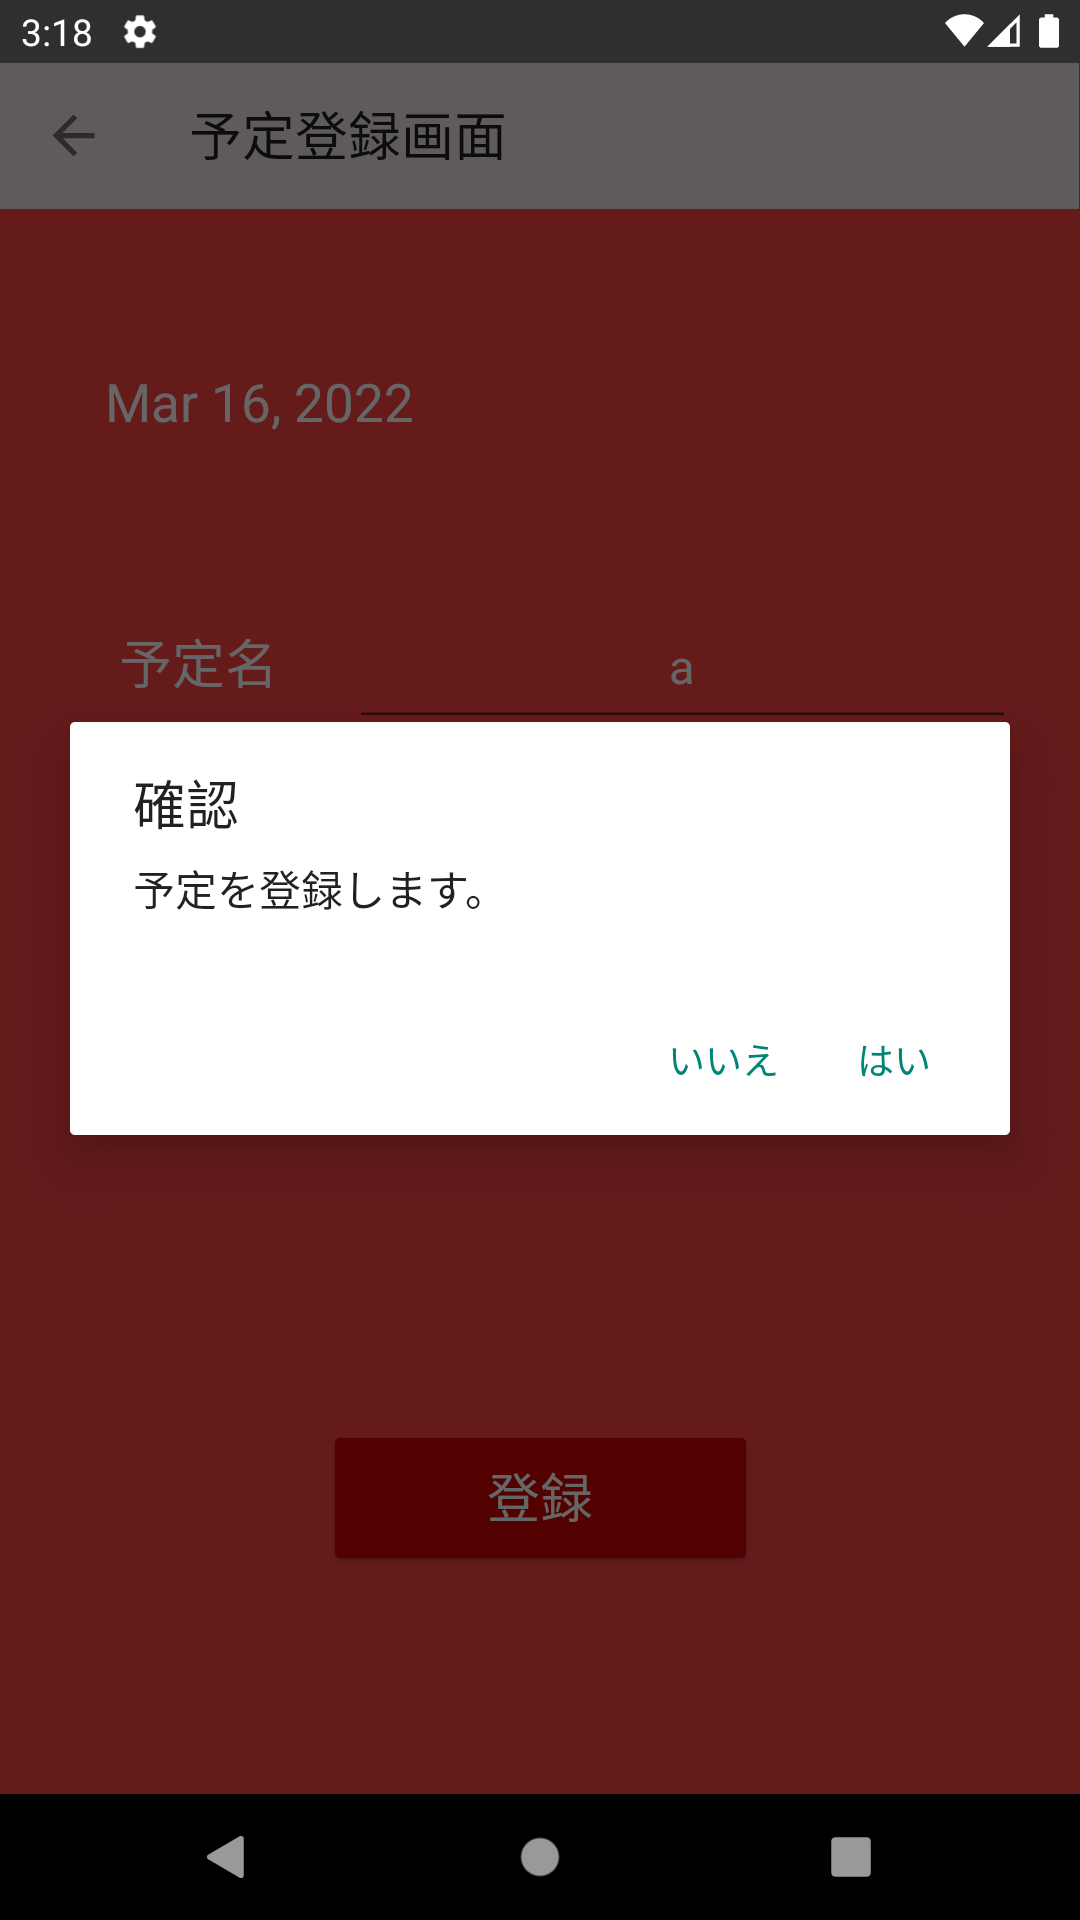 3:18
予定登録画面
Mar 16, 2022
予定名
a
確認
予定を登録します。
いいえ はい
登録